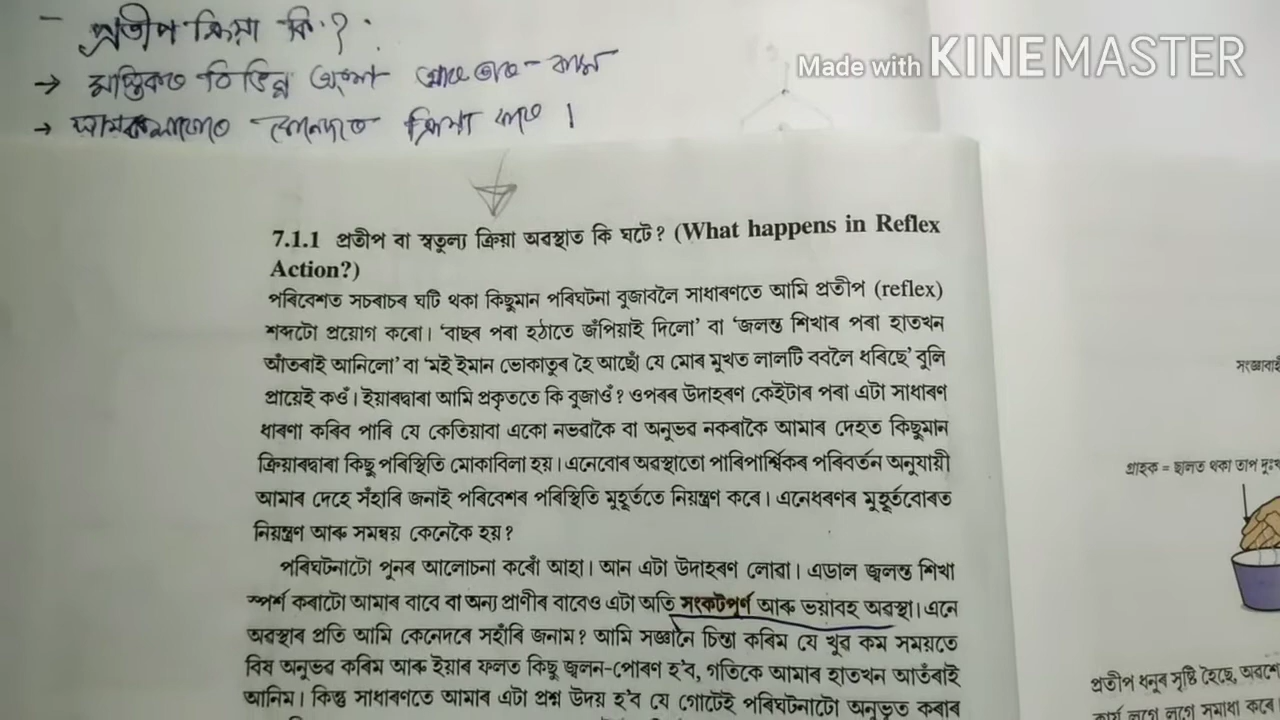 প্ৰতীপ ক্ৰিয়া কি?
Made with KINEMASTER
→ বিভিন্ন অংশ
→ ক্ৰিয়া কৰে ।
7.1.1 প্ৰতীপ বা স্বতুল্য ক্ৰিয়া অৱস্থাত কি ঘটে? (What happens in Reflex
Action?)
পৰিবেশত সচৰাচৰ ঘটি থকা কিছুমান পৰিঘটনা বুজাবলৈ সাধাৰণতে আমি প্ৰতীপ (reflex)
শব্দটো প্ৰয়োগ কৰো। ‘বাছৰ পৰা হঠাতে জঁপিয়াই দিলো’ বা ‘জলন্ত শিখাৰ পৰা হাতখন
আঁতৰাই আনিলো’ বা ‘মই ইমান ভোকাতুৰ হৈ আছোঁ যে মোৰ মুখত লালটি ববলৈ ধৰিছে’ বুলি
প্ৰায়েই কওঁ। ইয়াৰদ্বাৰা আমি প্ৰকৃততে কি বুজাওঁ? ওপৰৰ উদাহৰণ কেইটাৰ পৰা এটা সাধাৰণ
ধাৰণা কৰিব পাৰি যে কেতিয়াবা একো নভৱাকৈ বা অনুভৱ নকৰাকৈ আমাৰ দেহত কিছুমান
ক্ৰিয়াৰদ্বাৰা কিছু পৰিস্থিতি মোকাবিলা হয়। এনেবোৰ অৱস্থাতো পাৰিপাৰ্শ্বিকৰ পৰিবৰ্তন অনুযায়ী
আমাৰ দেহে সঁহাৰি জনাই পৰিবেশৰ পৰিস্থিতি মুহূৰ্ততে নিয়ন্ত্ৰণ কৰে। এনেধৰণৰ মুহূৰ্তবোৰত
নিয়ন্ত্ৰণ আৰু সমন্বয় কেনেকৈ হয়?
পৰিঘটনাটো পুনৰ আলোচনা কৰোঁ আহা। আন এটা উদাহৰণ লোৱা। এডাল জ্বলন্ত শিখা
স্পৰ্শ কৰাটো আমাৰ বাবে বা অন্য প্ৰাণীৰ বাবেও এটা অতি সংকটপূৰ্ণ আৰু ভয়াবহ অৱস্থা। এনে
অৱস্থাৰ প্ৰতি আমি কেনেদৰে সহাঁৰি জনাম? আমি সজ্ঞানৈ চিন্তা কৰিম যে খুব কম সময়তে
বিষ অনুভৱ কৰিম আৰু ইয়াৰ ফলত কিছু জ্বলন-পোৰণ হ’ব, গতিকে আমাৰ হাতখন আতঁৰাই
আনিম। কিন্তু সাধাৰণতে আমাৰ এটা প্ৰশ্ন উদয় হ’ব যে গোটেই পৰিঘটনাটো অনুভূত কৰাৰ
গ্ৰাহক = ছালত থকা তাপ
প্ৰতীপ ধনুৰ সৃষ্টি হৈছে,